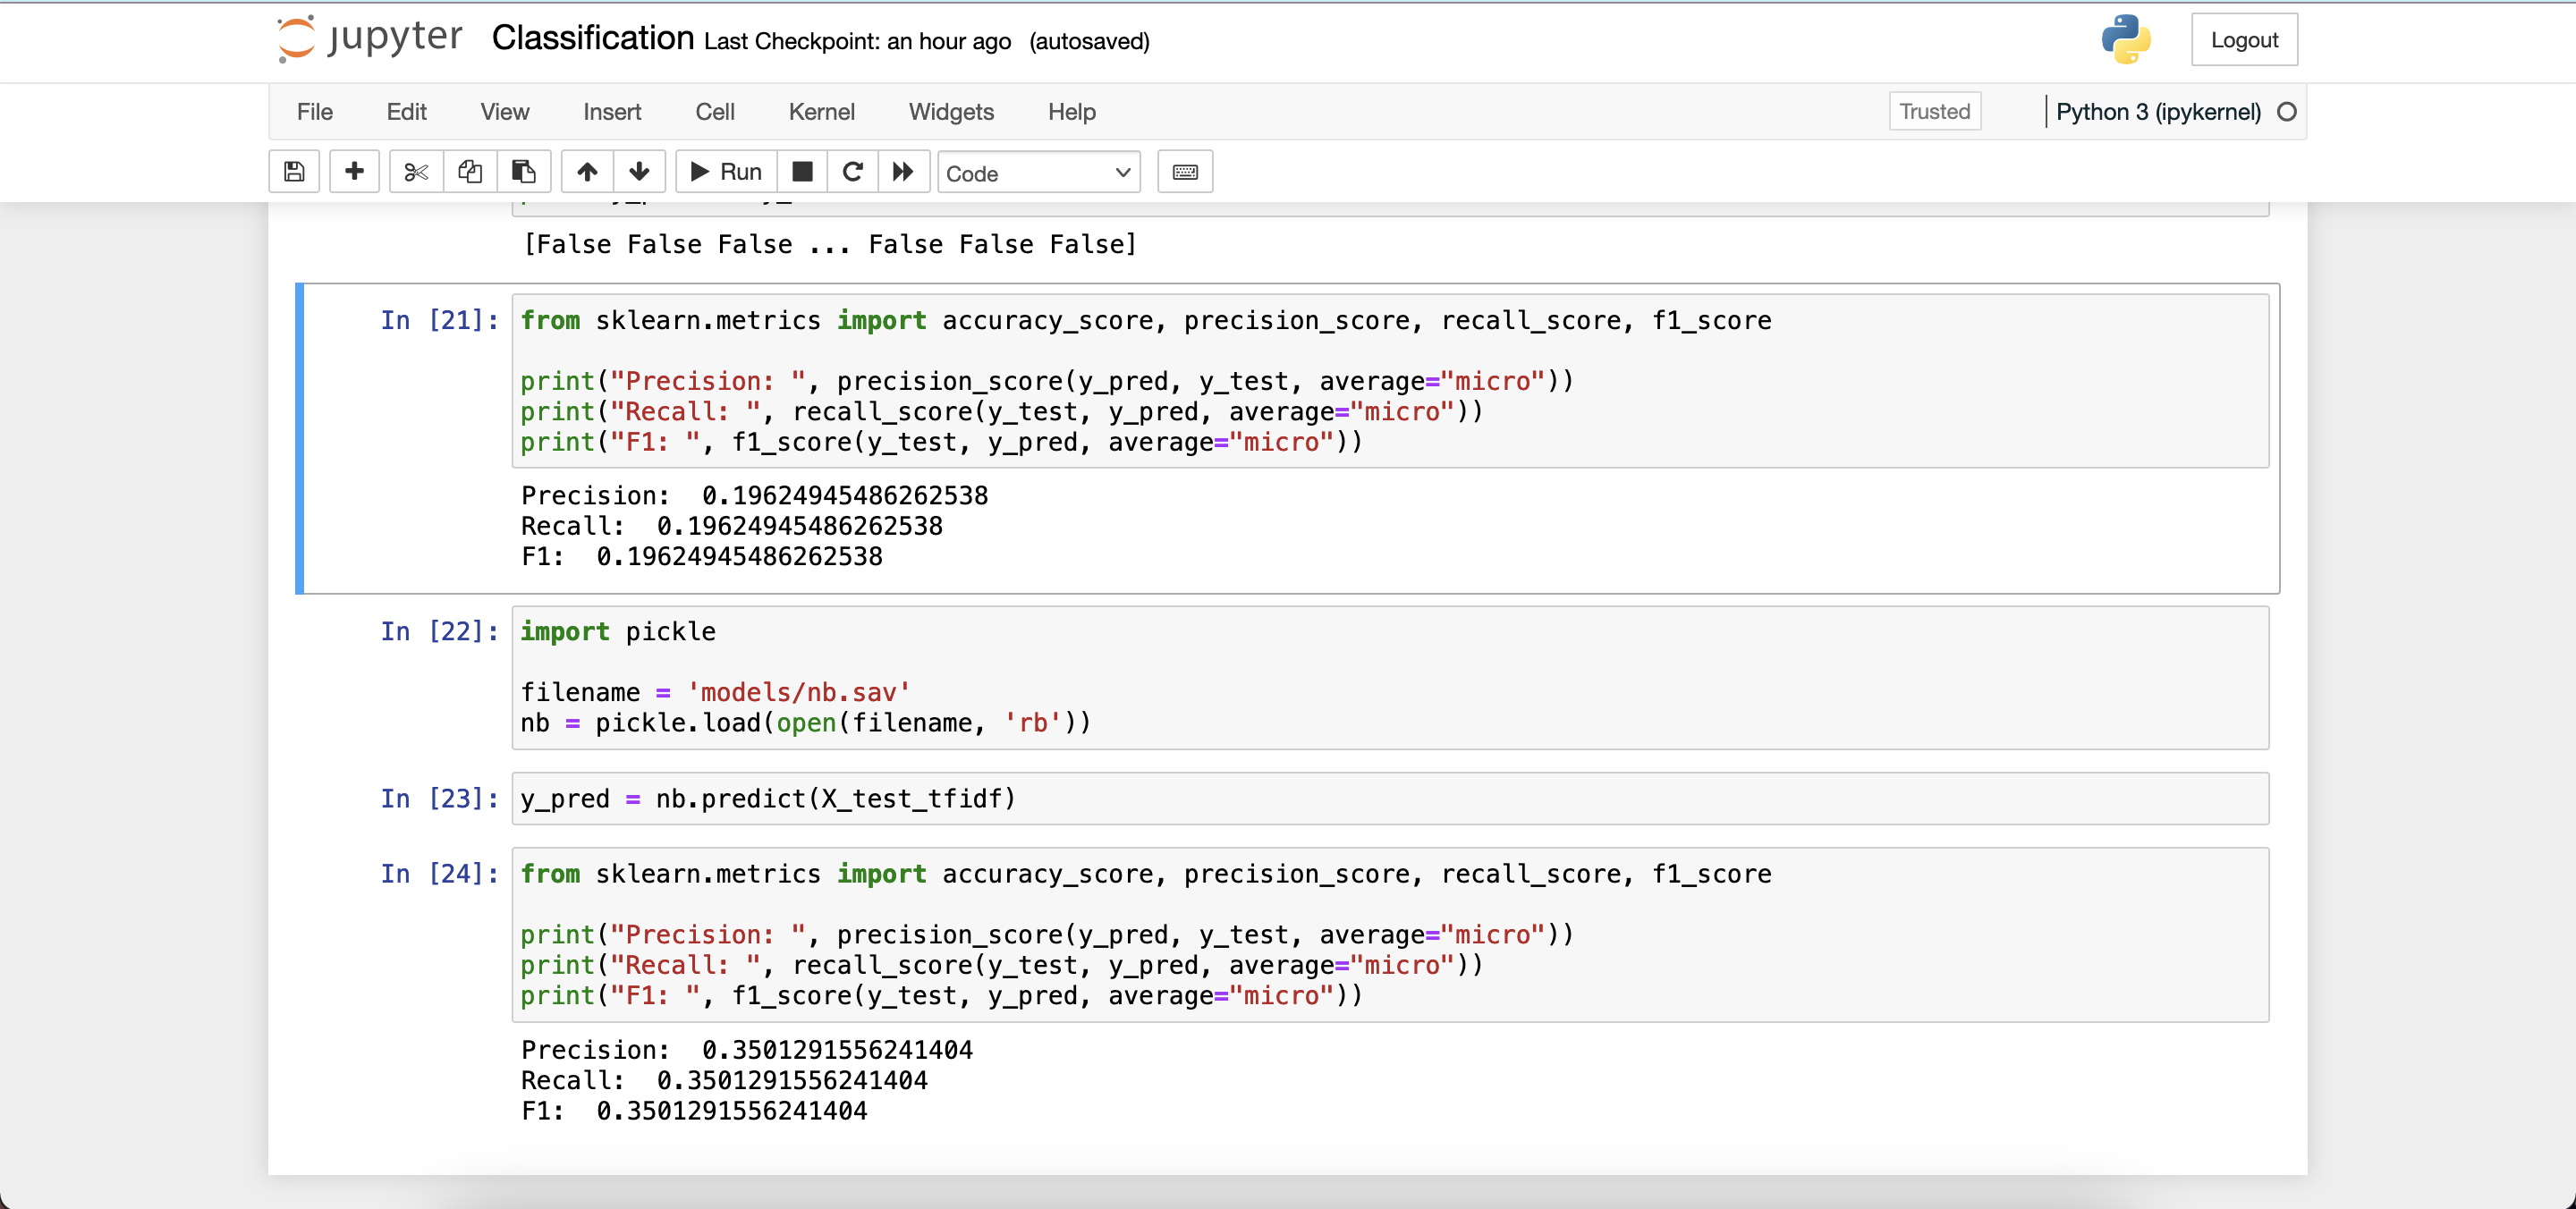 jupyter Classification Last Checkpoint: an hour ago (autosaved)
Logout
File Edit View Insert Cell Kernel Widgets Help Trusted Python 3 (ipykernel)
Run Code
[False False False ... False False False]
In [21]: from sklearn.metrics import accuracy_score, precision_score, recall_score, f1_score
print("Precision: ", precision_score(y_pred, y_test, average="micro"))
print("Recall: ", recall_score(y_test, y_pred, average="micro"))
print("F1: ", f1_score(y_test, y_pred, average="micro"))
Precision:  0.19624945486262538
Recall:  0.19624945486262538
F1:  0.19624945486262538
In [22]: import pickle
filename = 'models/nb.sav'
nb = pickle.load(open(filename, 'rb'))
In [23]: y_pred = nb.predict(X_test_tfidf)
In [24]: from sklearn.metrics import accuracy_score, precision_score, recall_score, f1_score
print("Precision: ", precision_score(y_pred, y_test, average="micro"))
print("Recall: ", recall_score(y_test, y_pred, average="micro"))
print("F1: ", f1_score(y_test, y_pred, average="micro"))
Precision:  0.3501291556241404
Recall:  0.3501291556241404
F1:  0.3501291556241404